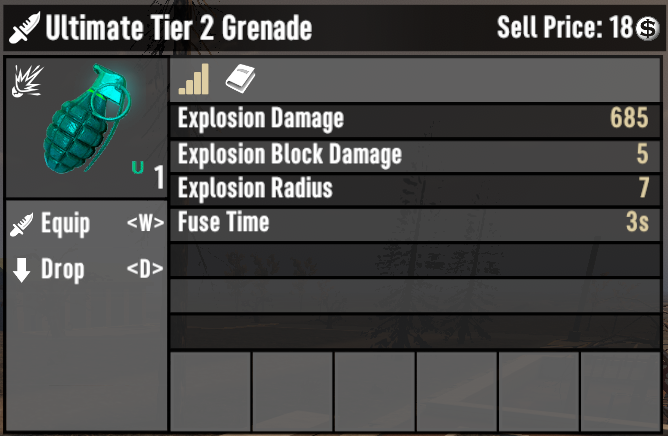 Ultimate Tier 2 Grenade Sell Price: 18
U 1
Explosion Damage 685
Explosion Block Damage 5
Explosion Radius 7
Fuse Time 3s
Equip <W>
Drop <D>